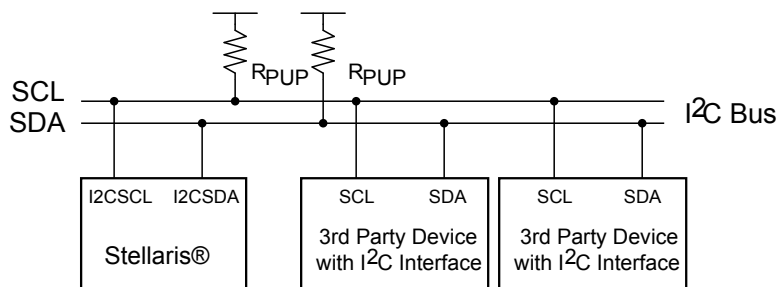 RPUP RPUP
SCL
SDA
I2C Bus
I2CSCL I2CSDA
Stellaris®
SCL SDA
3rd Party Device
with I2C Interface
SCL SDA
3rd Party Device
with I2C Interface